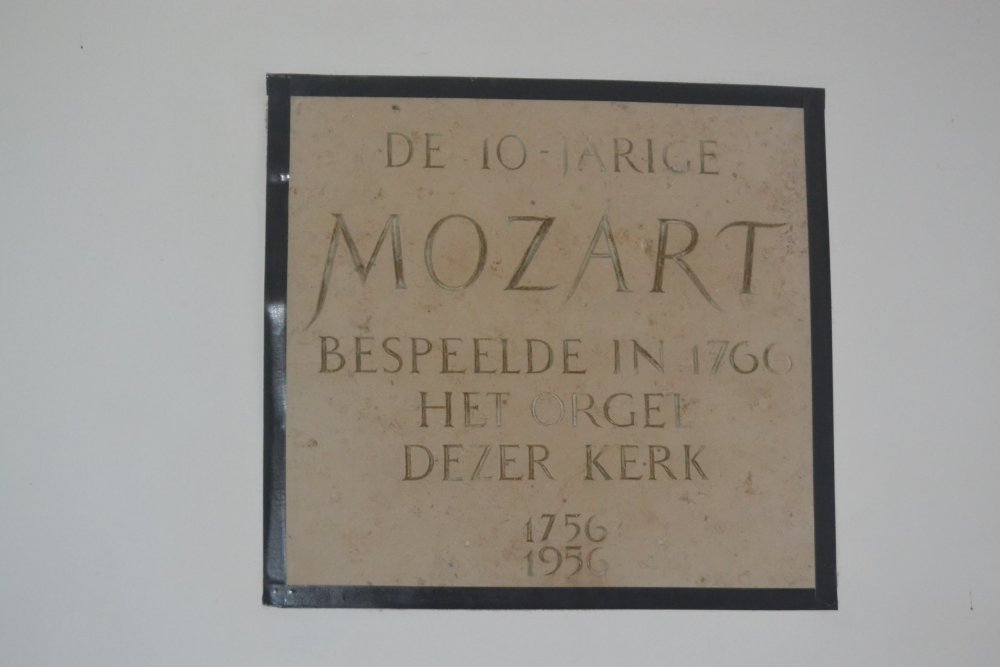 DE 10-JARIGE
MOZART
BESPEELDE IN 1766
HET ORGEL
DEZER KERK
1756
1956